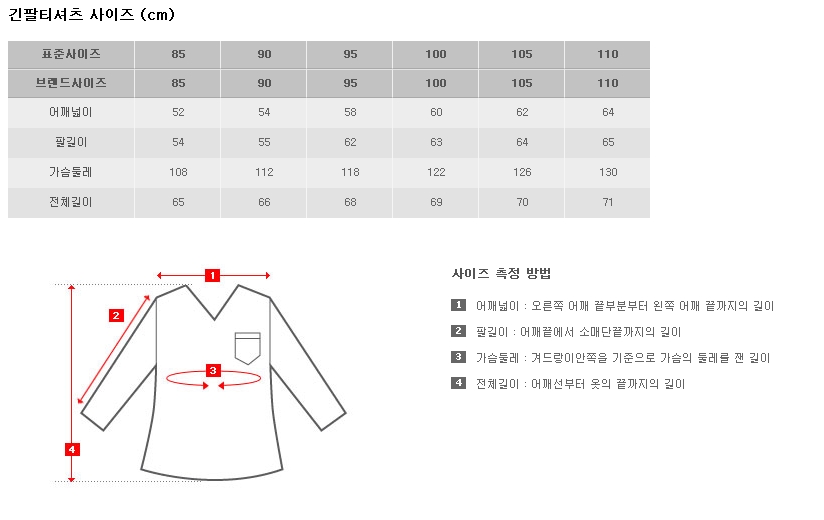 긴팔티셔츠 사이즈 (cm)
표준사이즈 85 90 95 100 105 110
브랜드사이즈 85 90 95 100 105 110
어깨넓이 52 54 58 60 62 64
팔길이 54 55 62 63 64 65
가슴둘레 108 112 118 122 126 130
전체길이 65 66 68 69 70 71
1
2
3
4
사이즈 측정 방법
1 어깨넓이 : 오른쪽 어깨 끝부분부터 왼쪽 어깨 끝까지의 길이
2 팔길이 : 어깨끝에서 소매단끝까지의 길이
3 가슴둘레 : 겨드랑이안쪽을 기준으로 가슴의 둘레를 잰 길이
4 전체길이 : 어깨선부터 옷의 끝까지의 길이